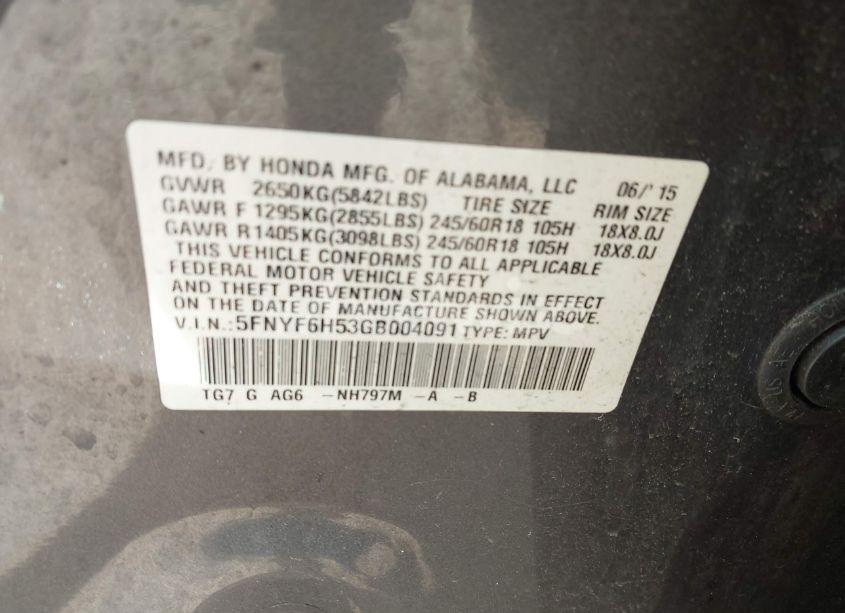 MFD. BY HONDA MFG. OF ALABAMA, LLC 06/' 15
GVWR 2650KG(5842LBS) TIRE SIZE RIM SIZE
GAWR F 1295KG(2855LBS) 245/60R18 105H 18X8.0J
GAWR R1405KG(3098LBS) 245/60R18 105H 18X8.0J
THIS VEHICLE CONFORMS TO ALL APPLICABLE
FEDERAL MOTOR VEHICLE SAFETY
AND THEFT PREVENTION STANDARDS IN EFFECT
ON THE DATE OF MANUFACTURE SHOWN ABOVE.
V.I.N.:5FNYF6H53GB004091 TYPE: MPV
TG7 G AG6 -NH797M -A -B